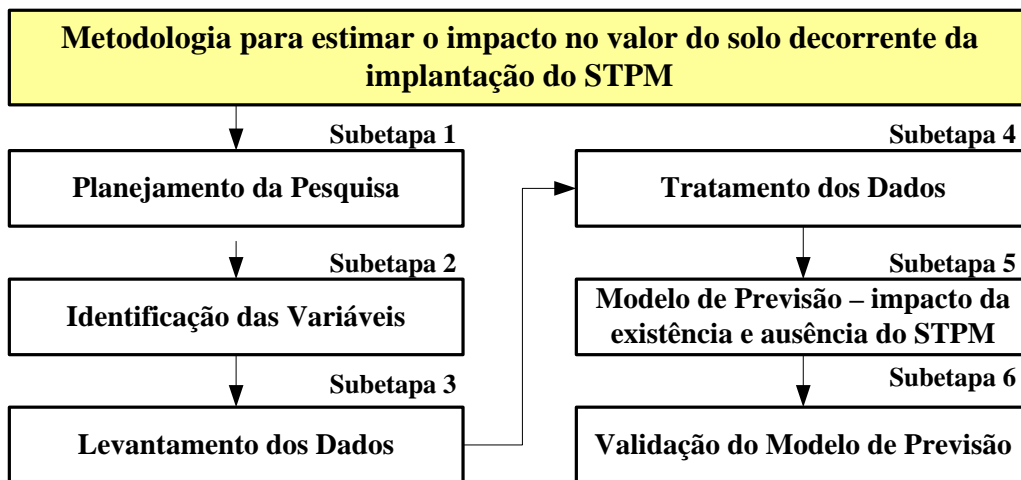 Metodologia para estimar o impacto no valor do solo decorrente da
implantação do STPM
Subetapa 1
Planejamento da Pesquisa
Subetapa 2
Identificação das Variáveis
Subetapa 3
Levantamento dos Dados
Subetapa 4
Tratamento dos Dados
Subetapa 5
Modelo de Previsão – impacto da
existência e ausência do STPM
Subetapa 6
Validação do Modelo de Previsão